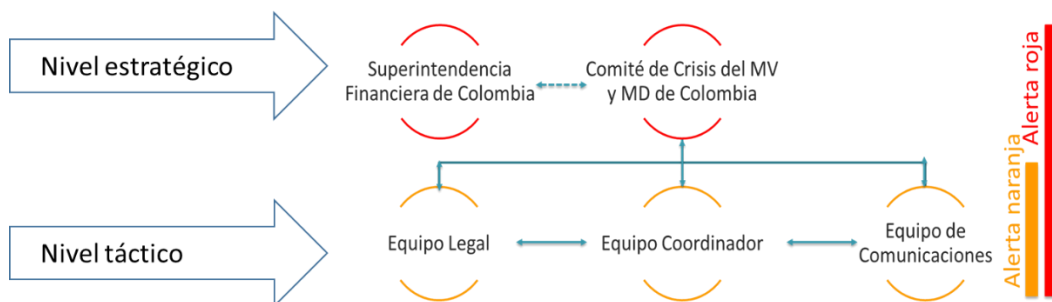 Nivel estratégico
Superintendencia
Financiera de Colombia
Comité de Crisis del MV
y MD de Colombia
Alerta roja
Nivel táctico
Equipo Legal
Equipo Coordinador
Equipo de
Comunicaciones
Alerta naranja